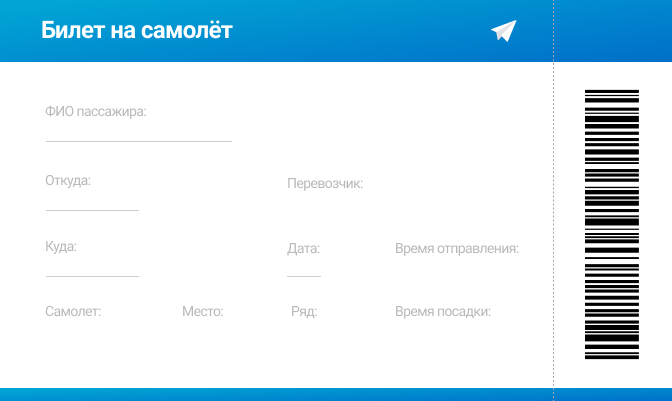 Билет на самолёт
ФИО пассажира:
Откуда:
Перевозчик:
Куда:
Дата:
Время отправления:
Самолет:
Место:
Ряд:
Время посадки: